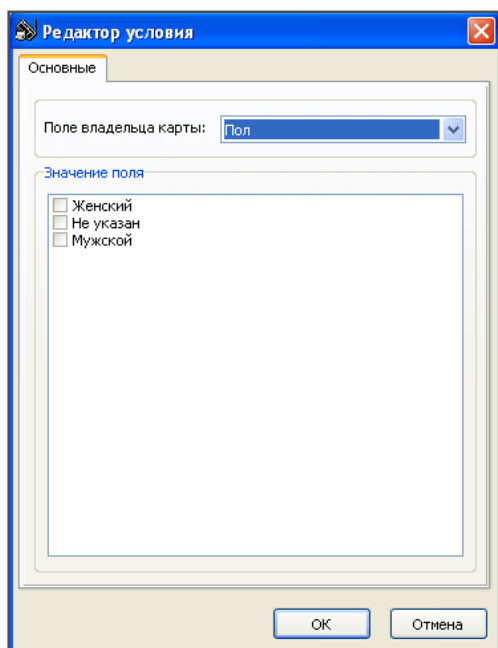 Редактор условия
Основные
Поле владельца карты: Пол
Значение поля
Женский
Не указан
Мужской
ОК Отмена